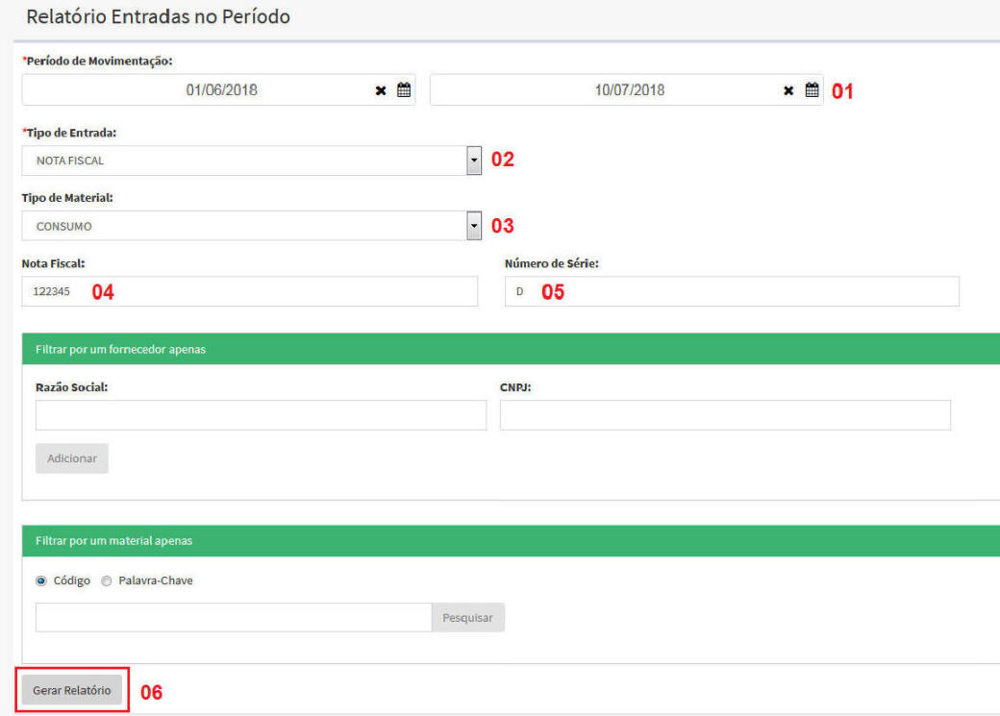 Relatório Entradas no Período
*Período de Movimentação:
01/06/2018 10/07/2018 01
*Tipo de Entrada:
NOTA FISCAL 02
Tipo de Material:
CONSUMO 03
Nota Fiscal: Número de Série:
122345 04 D 05
Filtrar por um fornecedor apenas
Razão Social: CNPJ:
Adicionar
Filtrar por um material apenas
Código Palavra-Chave
Pesquisar
Gerar Relatório 06